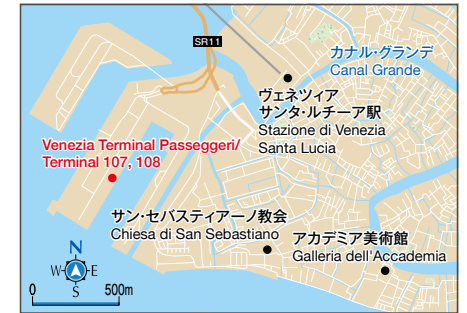 SR11
カナル・グランデ
Canal Grande
ヴェネツィア
サンタ・ルチーア駅
Stazione di Venezia
Santa Lucia
Venezia Terminal Passeggeri/
Terminal 107, 108
サン・セバスティアーノ教会
Chiesa di San Sebastiano
アカデミア美術館
Galleria dell'Accademia
N
W E
S
0 500m